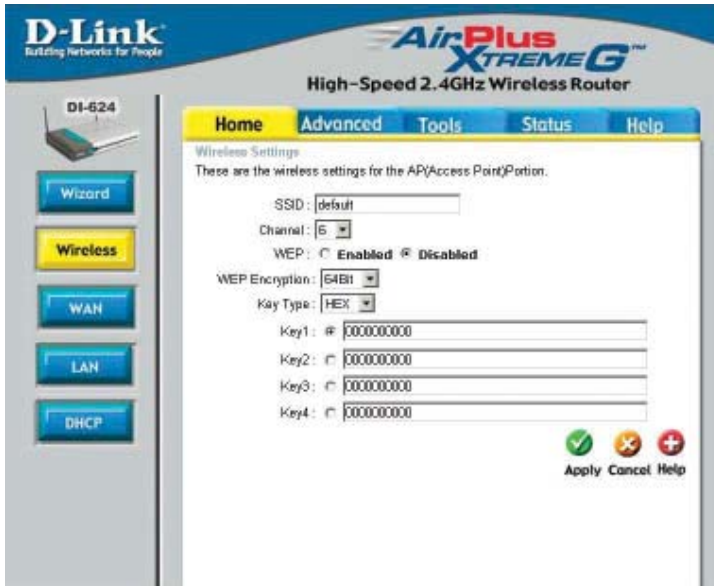 D-Link
Building Networks for People
AirPlus
XTREME G™
High-Speed 2.4GHz Wireless Router
DI-624
Home Advanced Tools Status Help
Wireless Settings
These are the wireless settings for the AP(Access Point)Portion.
SSID : default
Channel : 6
WEP : Enabled Disabled
WEP Encryption : 64Bit
Key Type : HEX
Key1 : 0000000000
Key2 : 0000000000
Key3 : 0000000000
Key4 : 0000000000
Wizard
Wireless
WAN
LAN
DHCP
Apply Cancel Help